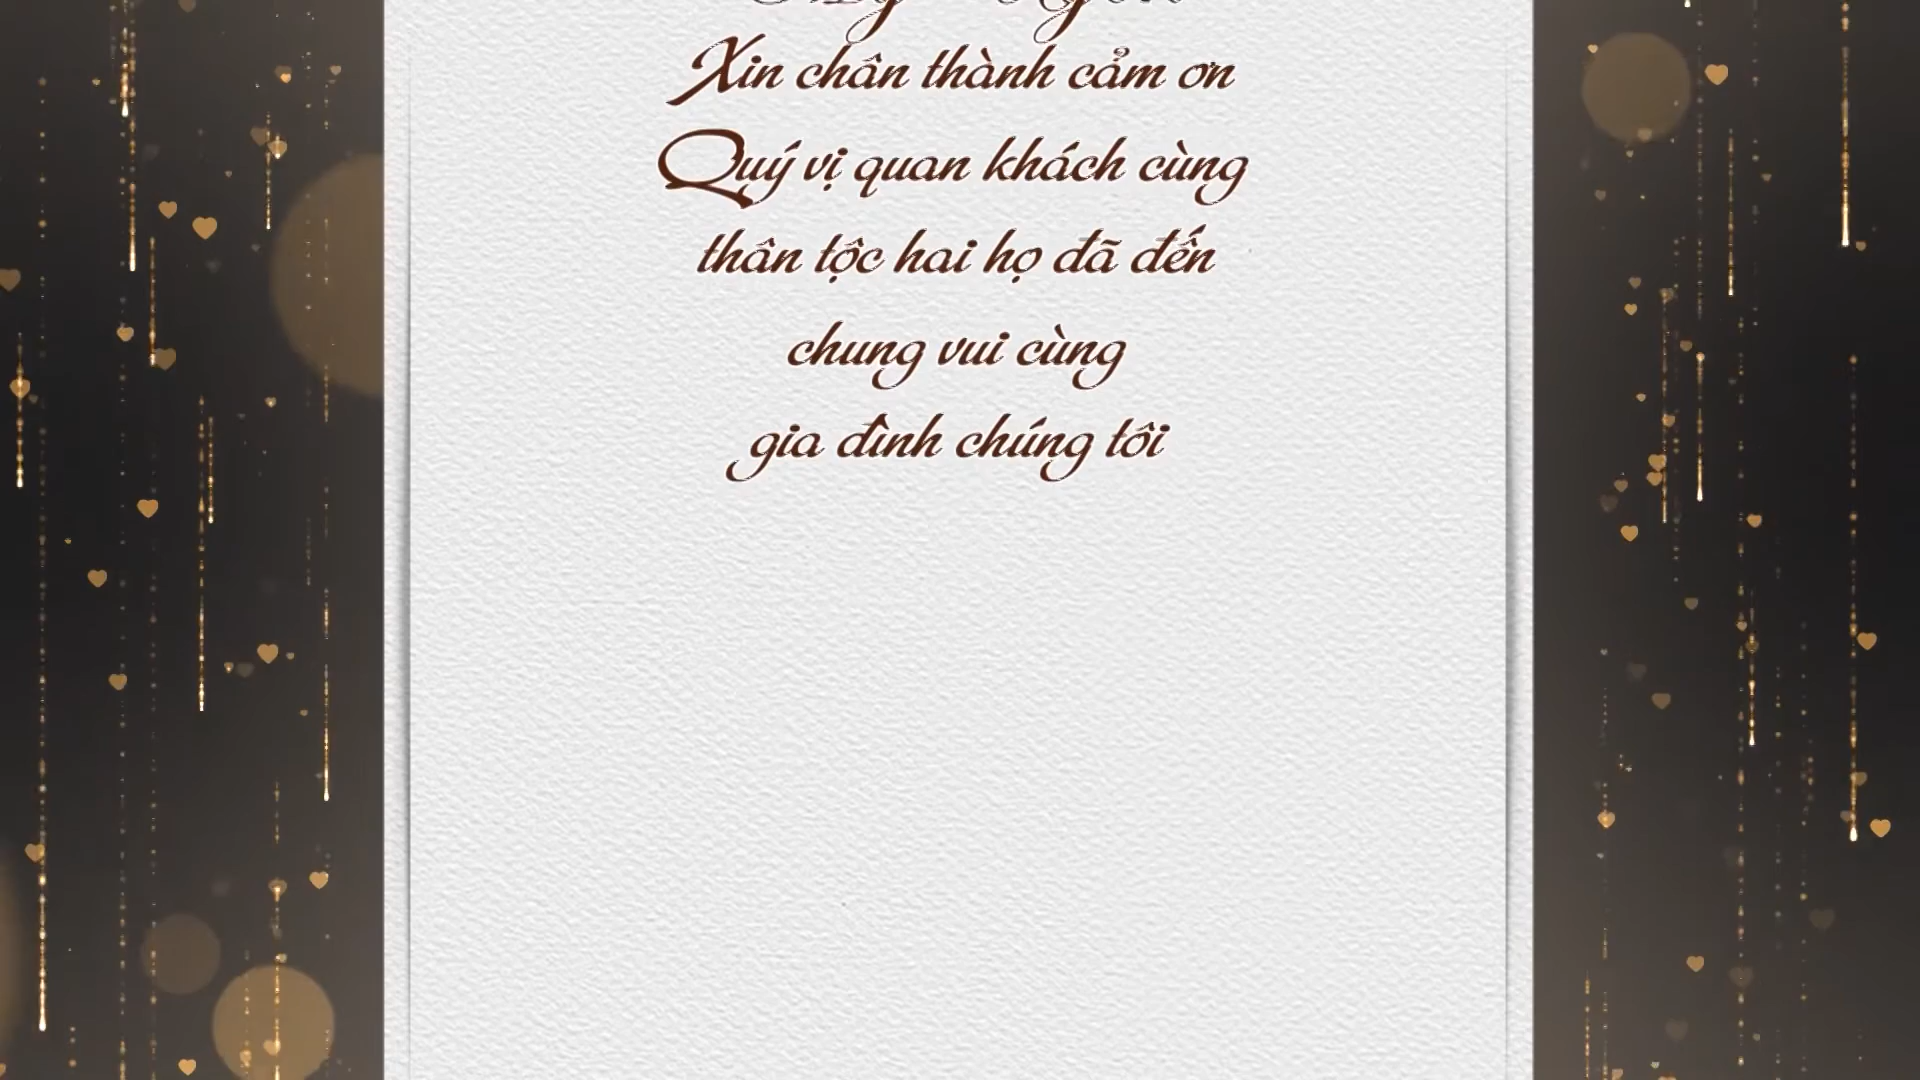 Xin chân thành cảm ơn
Quý vị quan khách cùng
thân tộc hai họ đã đến
chung vui cùng
gia đình chúng tôi